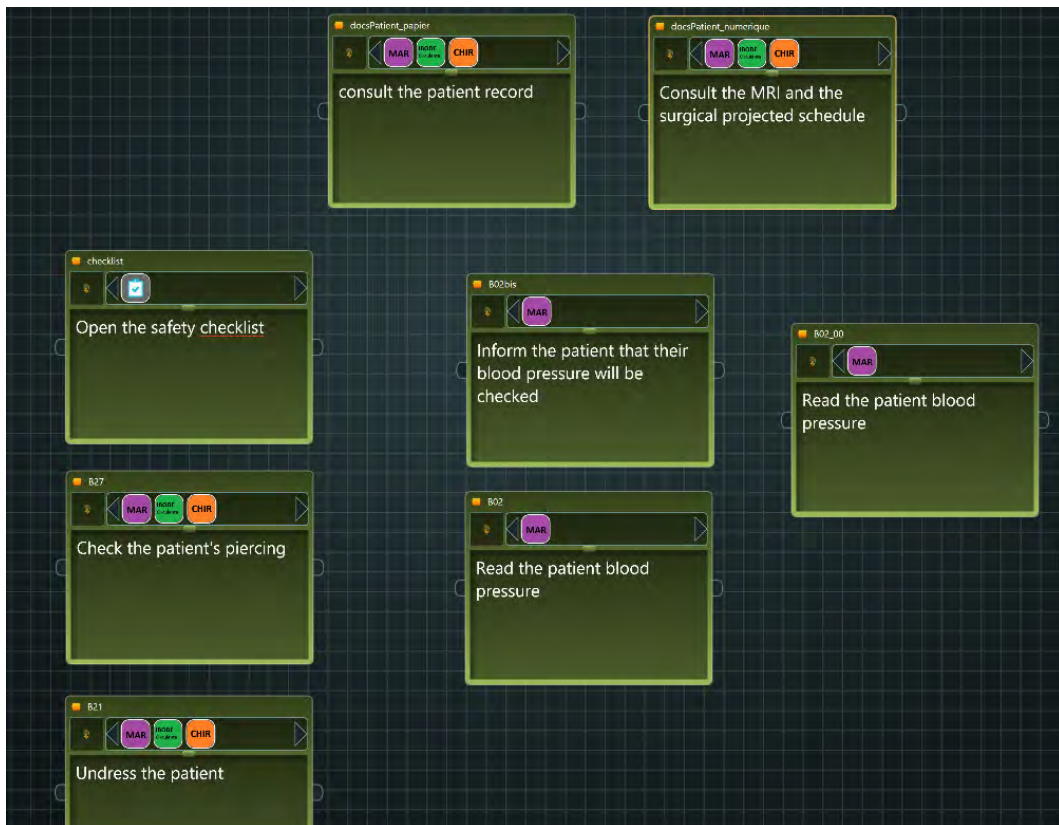 docsPatient_papier
MAR
CHIR
consult the patient record
docsPatient_numerique
MAR
CHIR
Consult the MRI and the
surgical projected schedule
checklist
Open the safety checklist
B02bis
MAR
Inform the patient that their
blood pressure will be
checked
B02_00
MAR
Read the patient blood
pressure
B27
MAR
CHIR
Check the patient's piercing
B02
MAR
Read the patient blood
pressure
B21
MAR
CHIR
Undress the patient